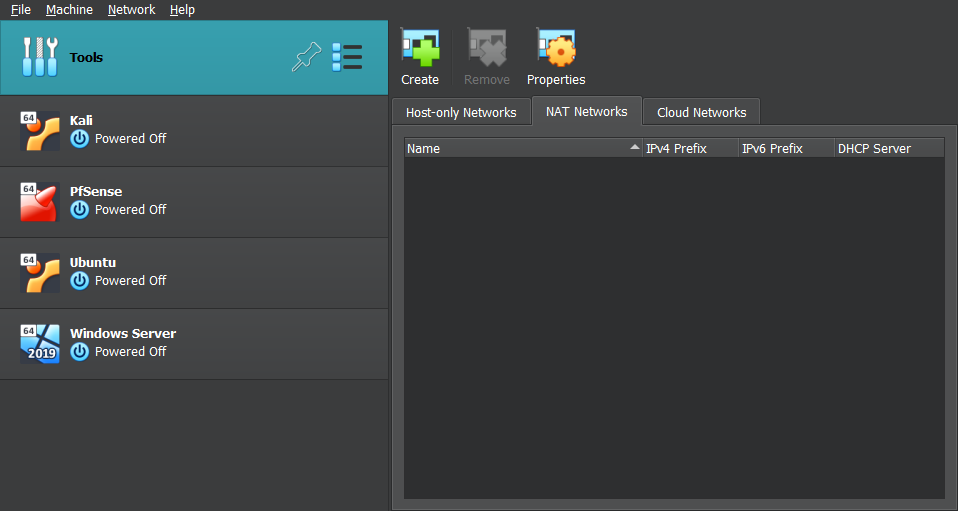 File Machine Network Help
Tools
Create Remove Properties
Host-only Networks NAT Networks Cloud Networks
Name IPv4 Prefix IPv6 Prefix DHCP Server
64
Kali
Powered Off
64
PfSense
Powered Off
64
Ubuntu
Powered Off
64
2019
Windows Server
Powered Off